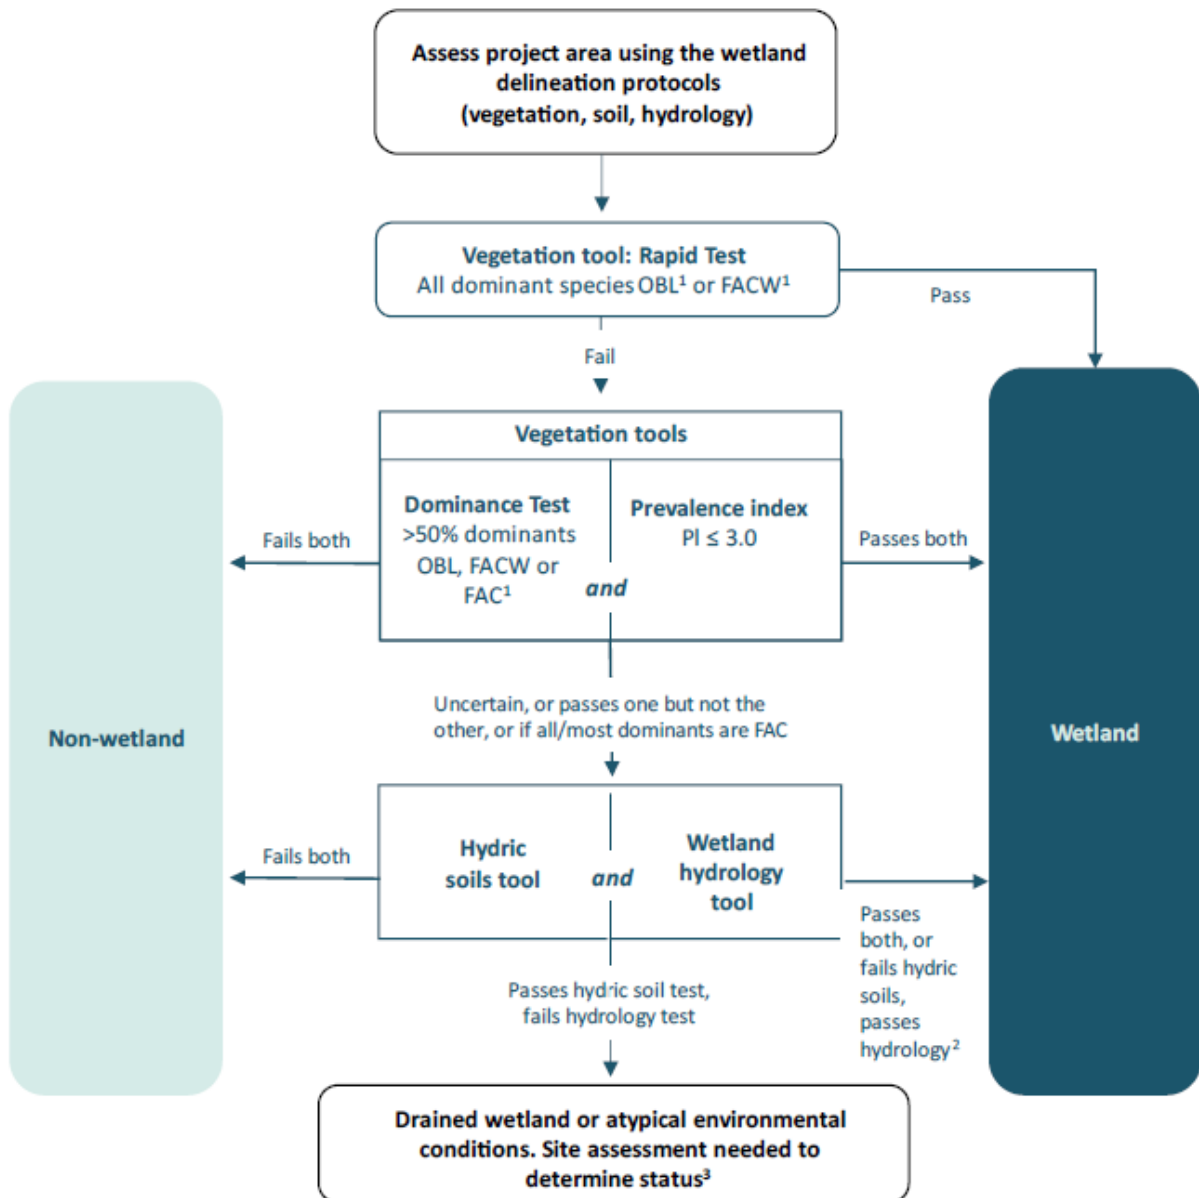 Assess project area using the wetland
delineation protocols
(vegetation, soil, hydrology)
Vegetation tool: Rapid Test
All dominant species OBL¹ or FACW¹
Pass
Fail
Vegetation tools
Dominance Test
>50% dominants
OBL, FACW or
FAC¹
and
Prevalence index
PI ≤ 3.0
Fails both
Passes both
Uncertain, or passes one but not the
other, or if all/most dominants are FAC
Non-wetland
Wetland
Hydric
soils tool
and
Wetland
hydrology
tool
Fails both
Passes
both, or
fails hydric
soils,
passes
hydrology²
Passes hydric soil test,
fails hydrology test
Drained wetland or atypical environmental
conditions. Site assessment needed to
determine status³